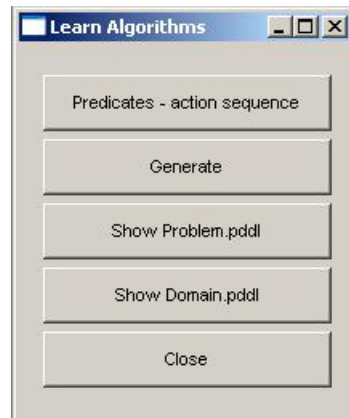 Learn Algorithms
Predicates - action sequence
Generate
Show Problem.pddl
Show Domain.pddl
Close